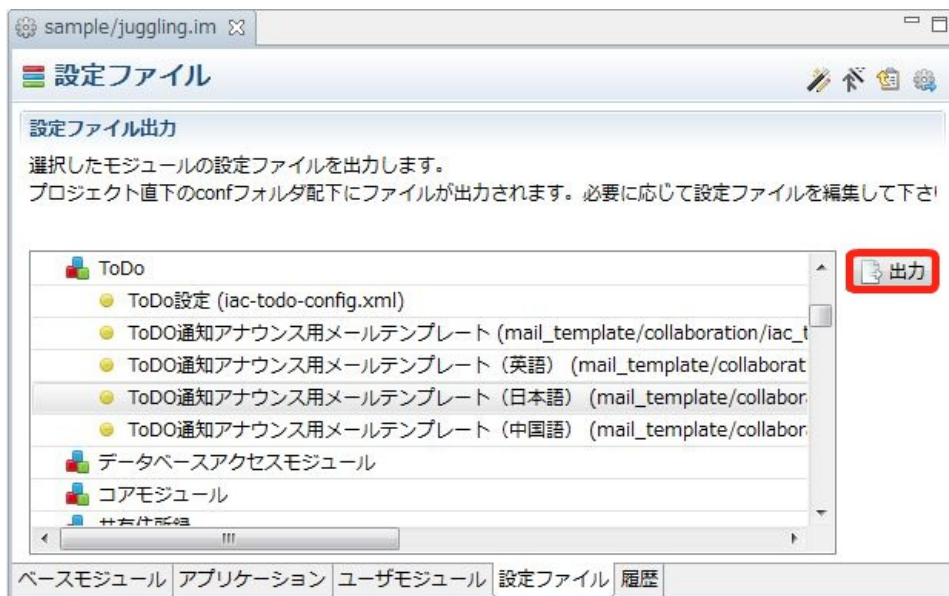 sample/juggling.im
設定ファイル
設定ファイル出力
選択したモジュールの設定ファイルを出力します。
プロジェクト直下のconfフォルダ配下にファイルが出力されます。必要に応じて設定ファイルを編集して下さい
ToDo
出力
ToDo設定 (iac-todo-config.xml)
ToDO通知アナウンス用メールテンプレート (mail_template/collaboration/iac_t
ToDO通知アナウンス用メールテンプレート（英語） (mail_template/collaborat
ToDO通知アナウンス用メールテンプレート（日本語） (mail_template/collabora
ToDO通知アナウンス用メールテンプレート（中国語） (mail_template/collabora
データベースアクセスモジュール
コアモジュール
共有住所録
ベースモジュール アプリケーション ユーザモジュール 設定ファイル 履歴